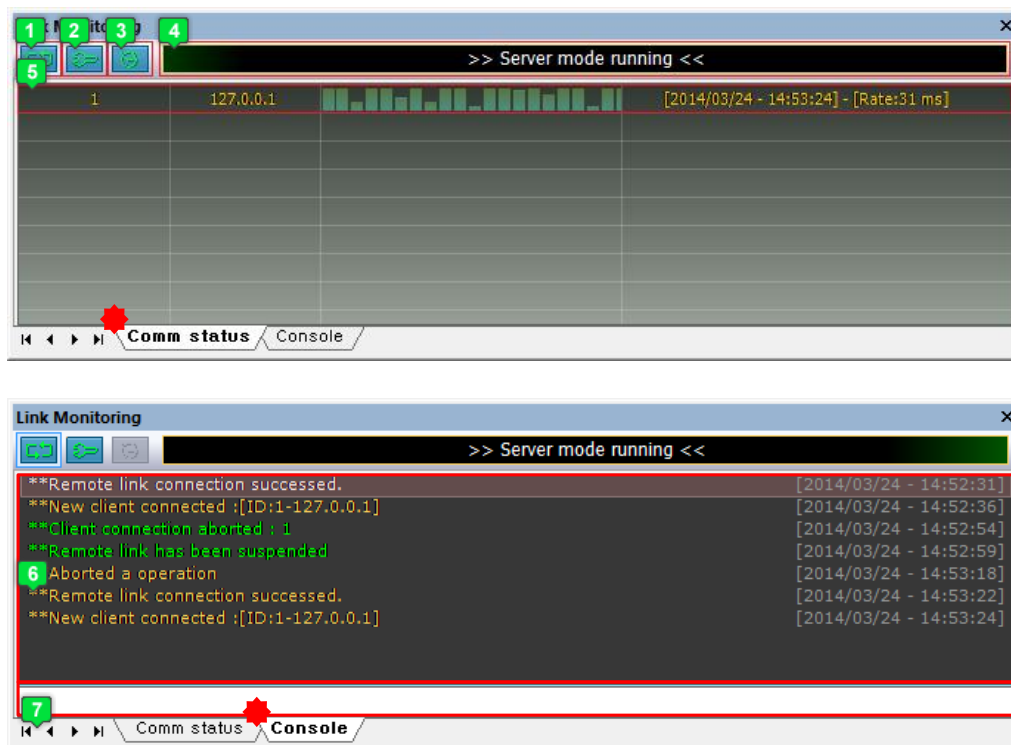 1 2 3 4
>> Server mode running <<
5
1 127.0.0.1 [2014/03/24 - 14:53:24] - [Rate:31 ms]
Comm status Console
Link Monitoring
>> Server mode running <<
**Remote link connection successed. [2014/03/24 - 14:52:31]
**New client connected :[ID:1-127.0.0.1] [2014/03/24 - 14:52:36]
**Client connection aborted : 1 [2014/03/24 - 14:52:54]
**Remote link has been suspended [2014/03/24 - 14:52:59]
6 Aborted a operation [2014/03/24 - 14:53:18]
**Remote link connection successed. [2014/03/24 - 14:53:22]
**New client connected :[ID:1-127.0.0.1] [2014/03/24 - 14:53:24]
7
Comm status Console